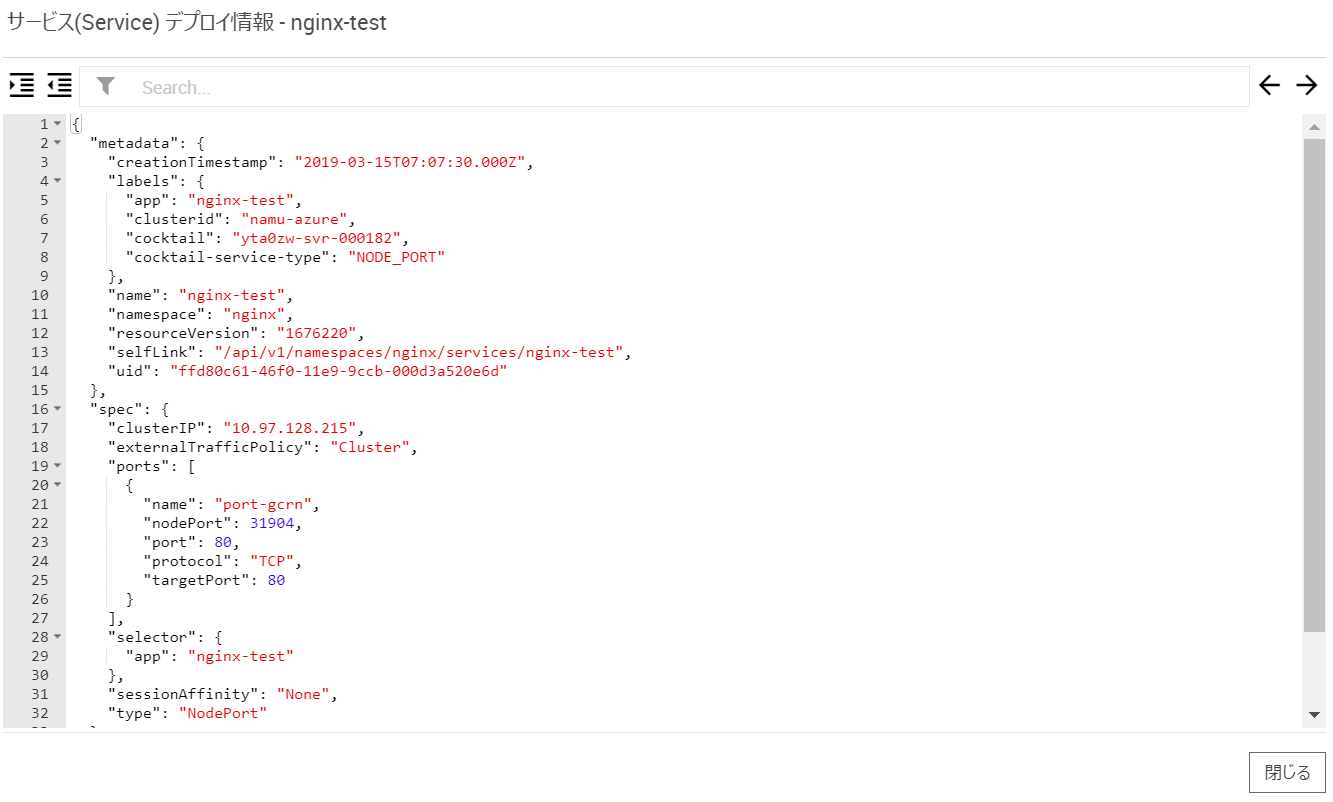 サービス(Service) デプロイ情報 - nginx-test
Search...
1 {
2 "metadata": {
3 "creationTimestamp": "2019-03-15T07:07:30.000Z",
4 "labels": {
5 "app": "nginx-test",
6 "clusterid": "namu-azure",
7 "cocktail": "yta0zw-svr-000182",
8 "cocktail-service-type": "NODE_PORT"
9 },
10 "name": "nginx-test",
11 "namespace": "nginx",
12 "resourceVersion": "1676220",
13 "selfLink": "/api/v1/namespaces/nginx/services/nginx-test",
14 "uid": "ffd80c61-46f0-11e9-9ccb-000d3a520e6d"
15 },
16 "spec": {
17 "clusterIP": "10.97.128.215",
18 "externalTrafficPolicy": "Cluster",
19 "ports": [
20 {
21 "name": "port-gcrn",
22 "nodePort": 31904,
23 "port": 80,
24 "protocol": "TCP",
25 "targetPort": 80
26 }
27 ],
28 "selector": {
29 "app": "nginx-test"
30 },
31 "sessionAffinity": "None",
32 "type": "NodePort"
閉じる